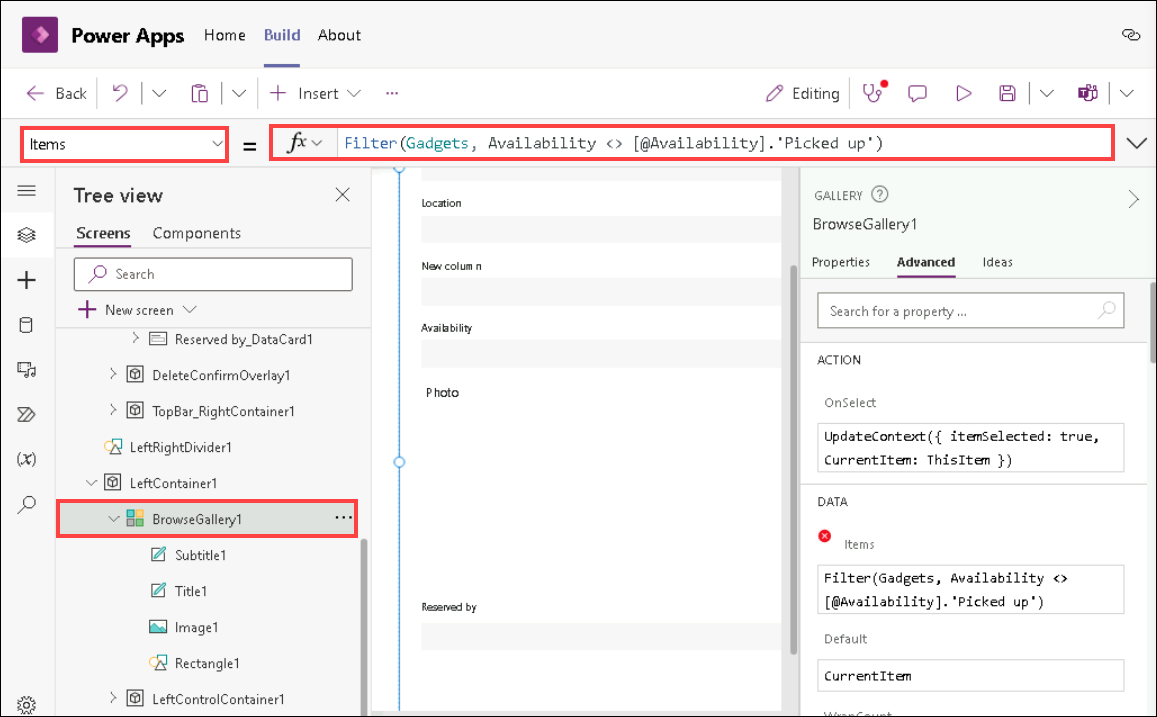 Power Apps Home Build About
Back Insert ... Editing
Items = fx Filter(Gadgets, Availability <> [@Availability].'Picked up')
Tree view
Screens Components
Search
New screen
Reserved by_DataCard1
DeleteConfirmOverlay1
TopBar_RightContainer1
LeftRightDivider1
LeftContainer1
BrowseGallery1 ...
Subtitle1
Title1
Image1
Rectangle1
LeftControlContainer1
(x)
Location
New column
Availability
Photo
Reserved by
GALLERY ?
BrowseGallery1
Properties Advanced Ideas
Search for a property ...
ACTION
OnSelect
UpdateContext({ itemSelected: true,
CurrentItem: ThisItem })
DATA
Items
Filter(Gadgets, Availability <>
[@Availability].'Picked up')
Default
CurrentItem
WrapCount